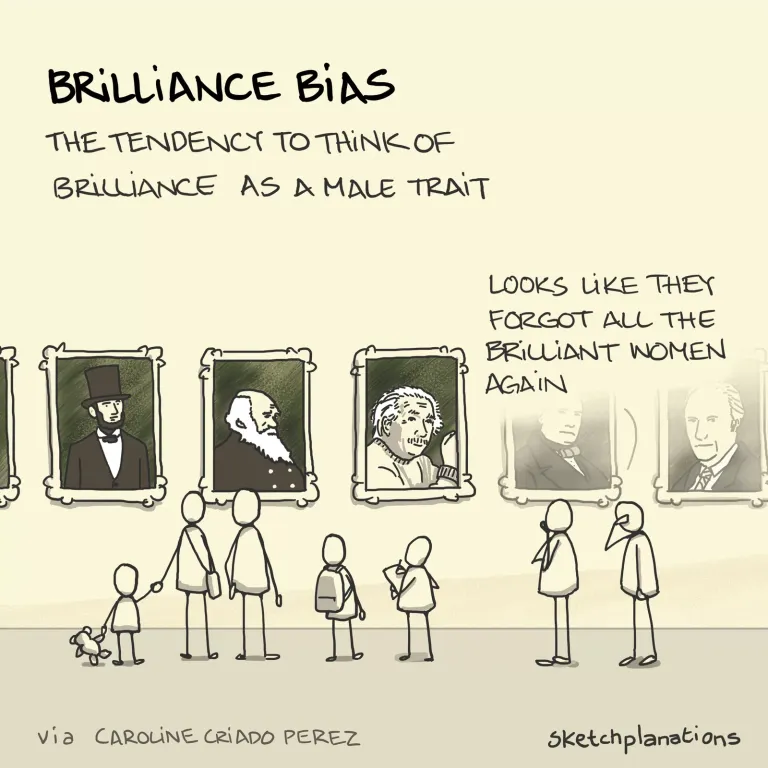 BRILLIANCE BIAS
THE TENDENCY TO THINK OF
BRILLIANCE AS A MALE TRAIT
LOOKS LIKE THEY
FORGOT ALL THE
BRILLIANT WOMEN
AGAIN
via CAROLINE CRIADO PEREZ
sketchplanations